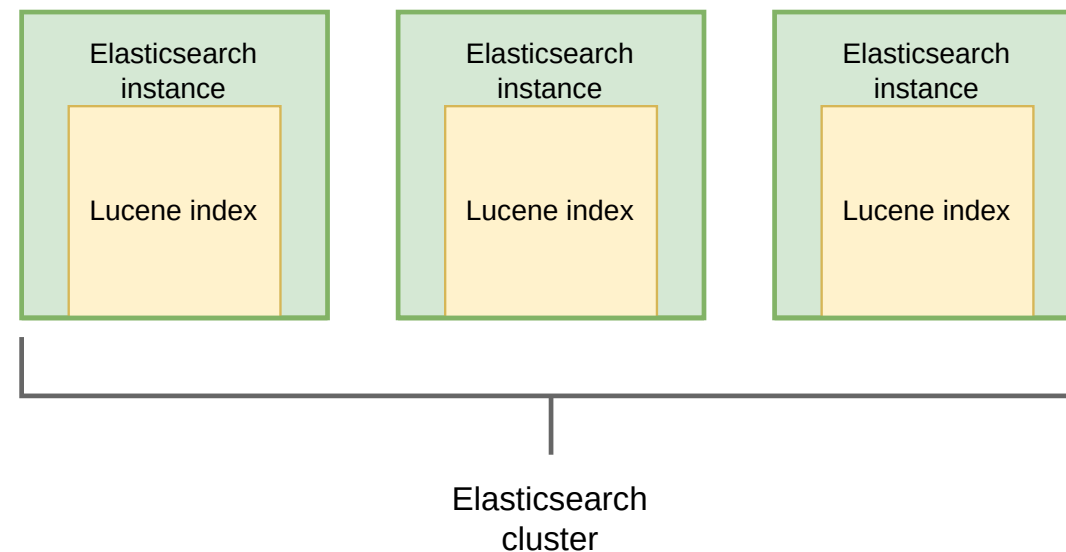 Elasticsearch
instance
Lucene index
Elasticsearch
instance
Lucene index
Elasticsearch
instance
Lucene index
Elasticsearch
cluster